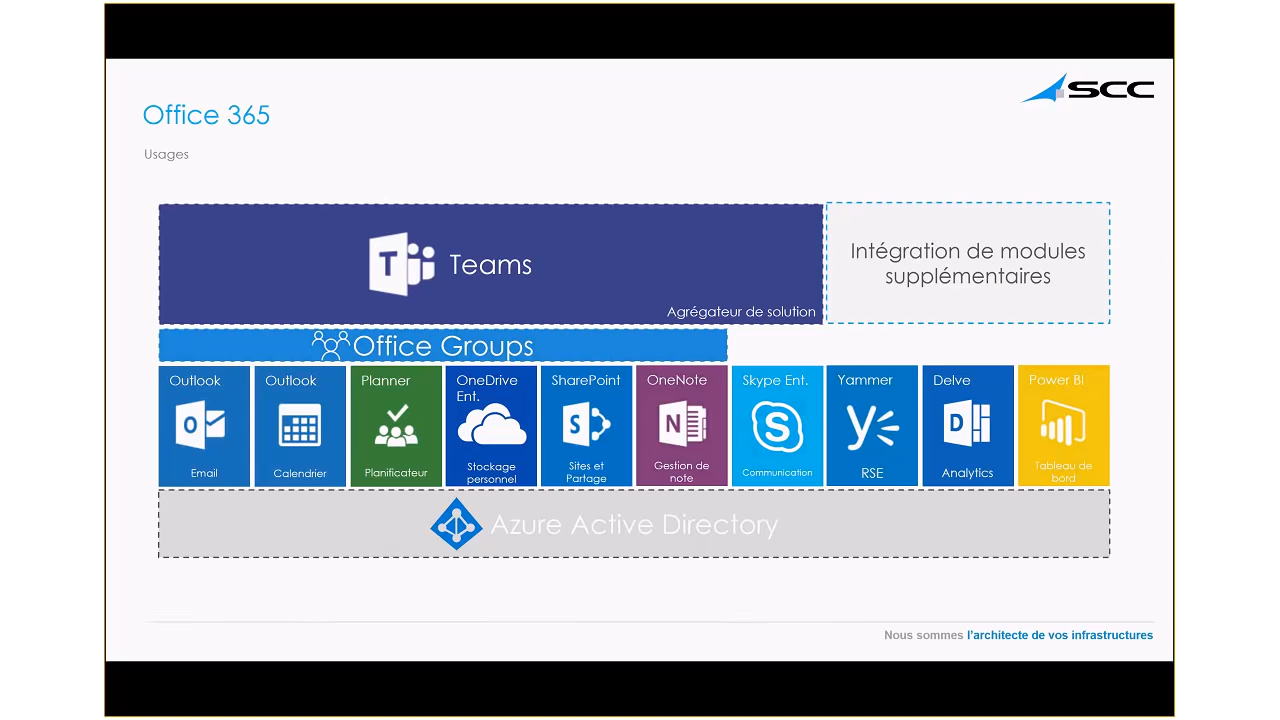 SCC
Office 365
Usages
Teams
Agrégateur de solution
Intégration de modules
supplémentaires
Office Groups
Outlook
Email
Outlook
Calendrier
Planner
Planificateur
OneDrive
Ent.
Stockage
personnel
SharePoint
Sites et
Partage
OneNote
Gestion de
note
Skype Ent.
Communication
Yammer
RSE
Delve
Analytics
Power BI
Tableau de
bord
Azure Active Directory
Nous sommes l'architecte de vos infrastructures